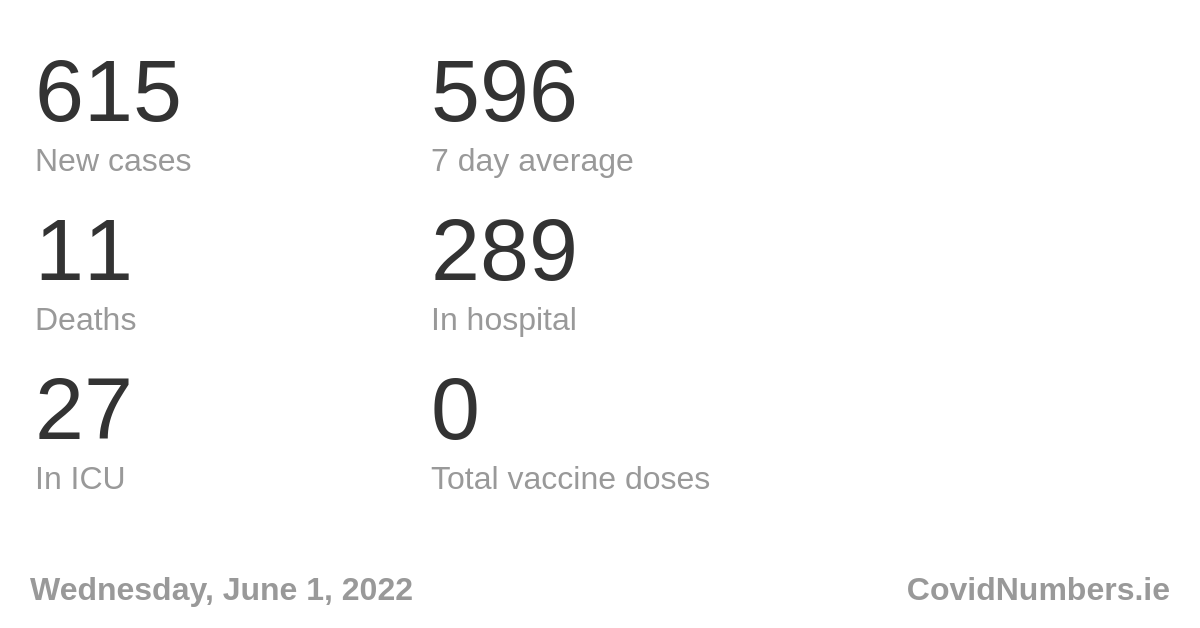 615
596
New cases
7 day average
11
289
Deaths
In hospital
27
0
In ICU
Total vaccine doses
Wednesday, June 1, 2022
CovidNumbers.ie